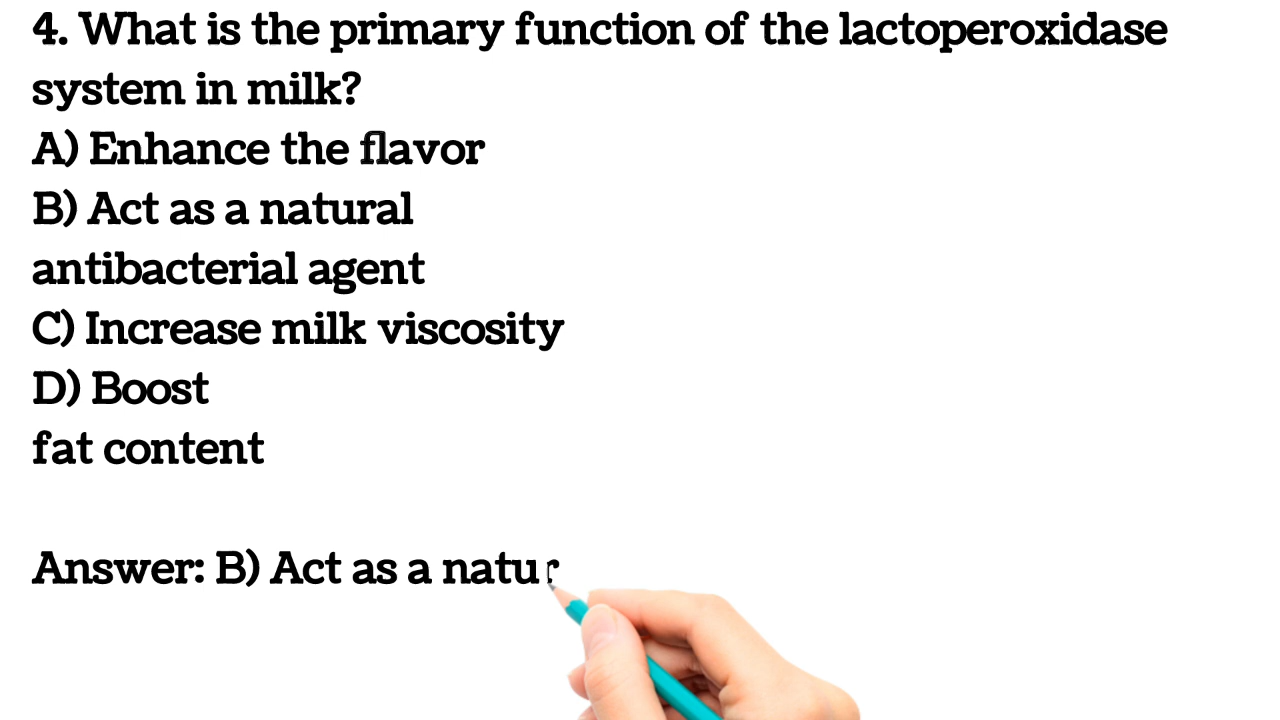 4. What is the primary function of the lactoperoxidase
system in milk?
A) Enhance the flavor
B) Act as a natural
antibacterial agent
C) Increase milk viscosity
D) Boost
fat content
Answer: B) Act as a natur